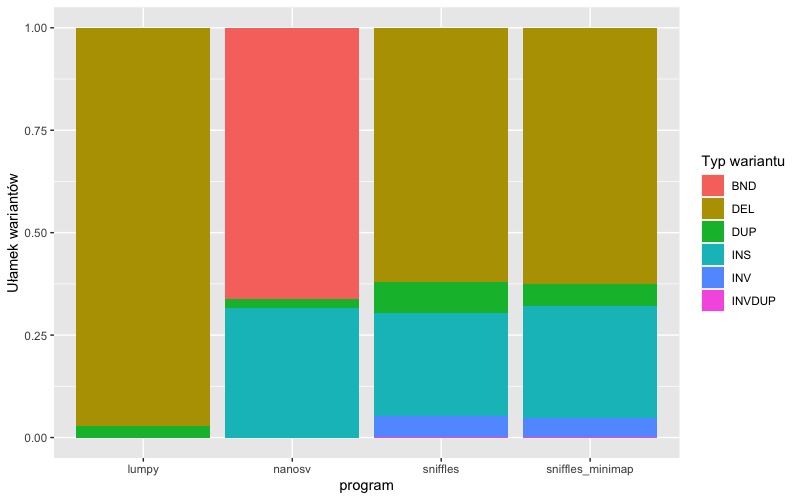 Ułamek wariantów
1.00
0.75
0.50
0.25
0.00
lumpy
nanosv
sniffles
sniffles_minimap
program
Typ wariantu
BND
DEL
DUP
INS
INV
INVDUP